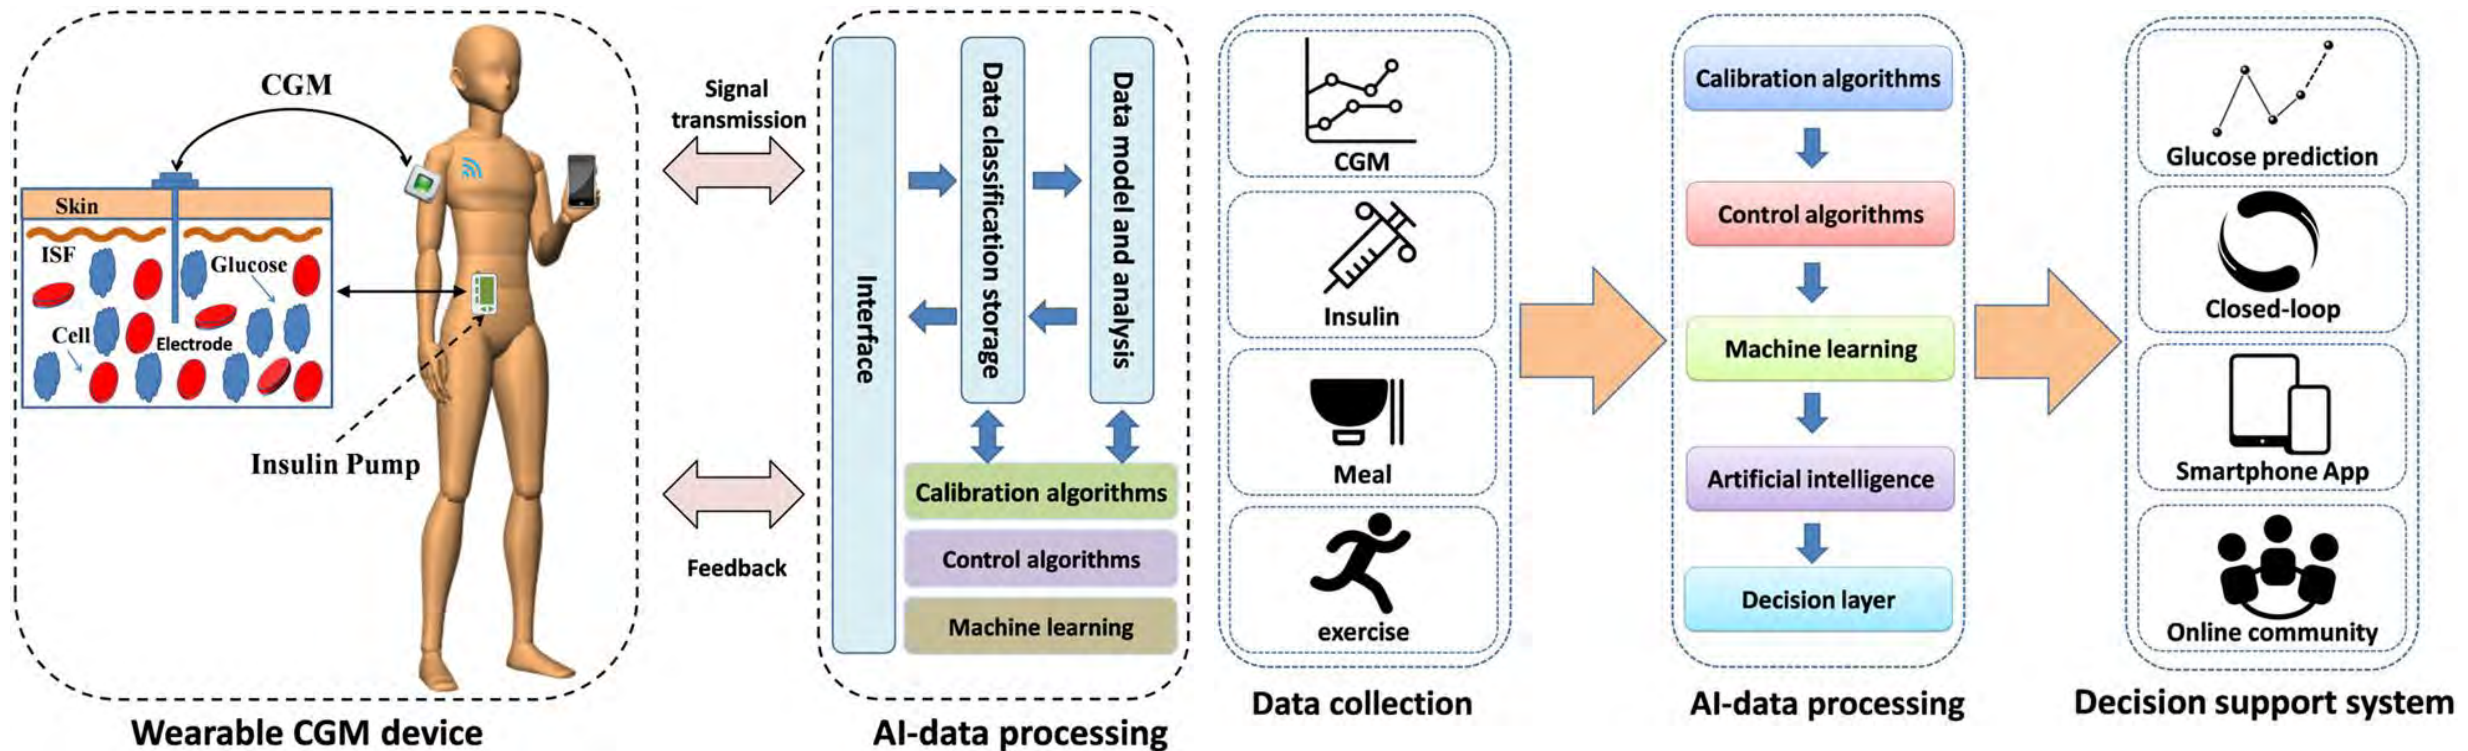 CGM
Skin
ISF
Glucose
Cell
Electrode
Insulin Pump
Wearable CGM device
Signal
transmission
Feedback
Interface
Data classification storage
Data model and analysis
Calibration algorithms
Control algorithms
Machine learning
AI-data processing
CGM
Insulin
Meal
exercise
Data collection
Calibration algorithms
Control algorithms
Machine learning
Artificial intelligence
Decision layer
AI-data processing
Glucose prediction
Closed-loop
Smartphone App
Online community
Decision support system